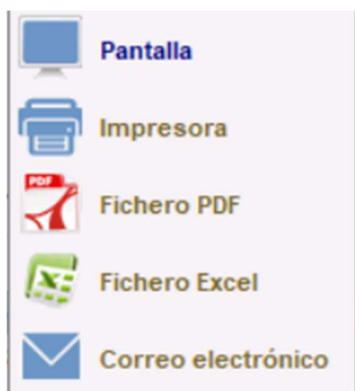 Pantalla
Impresora
PDF
Fichero PDF
Fichero Excel
Correo electrónico